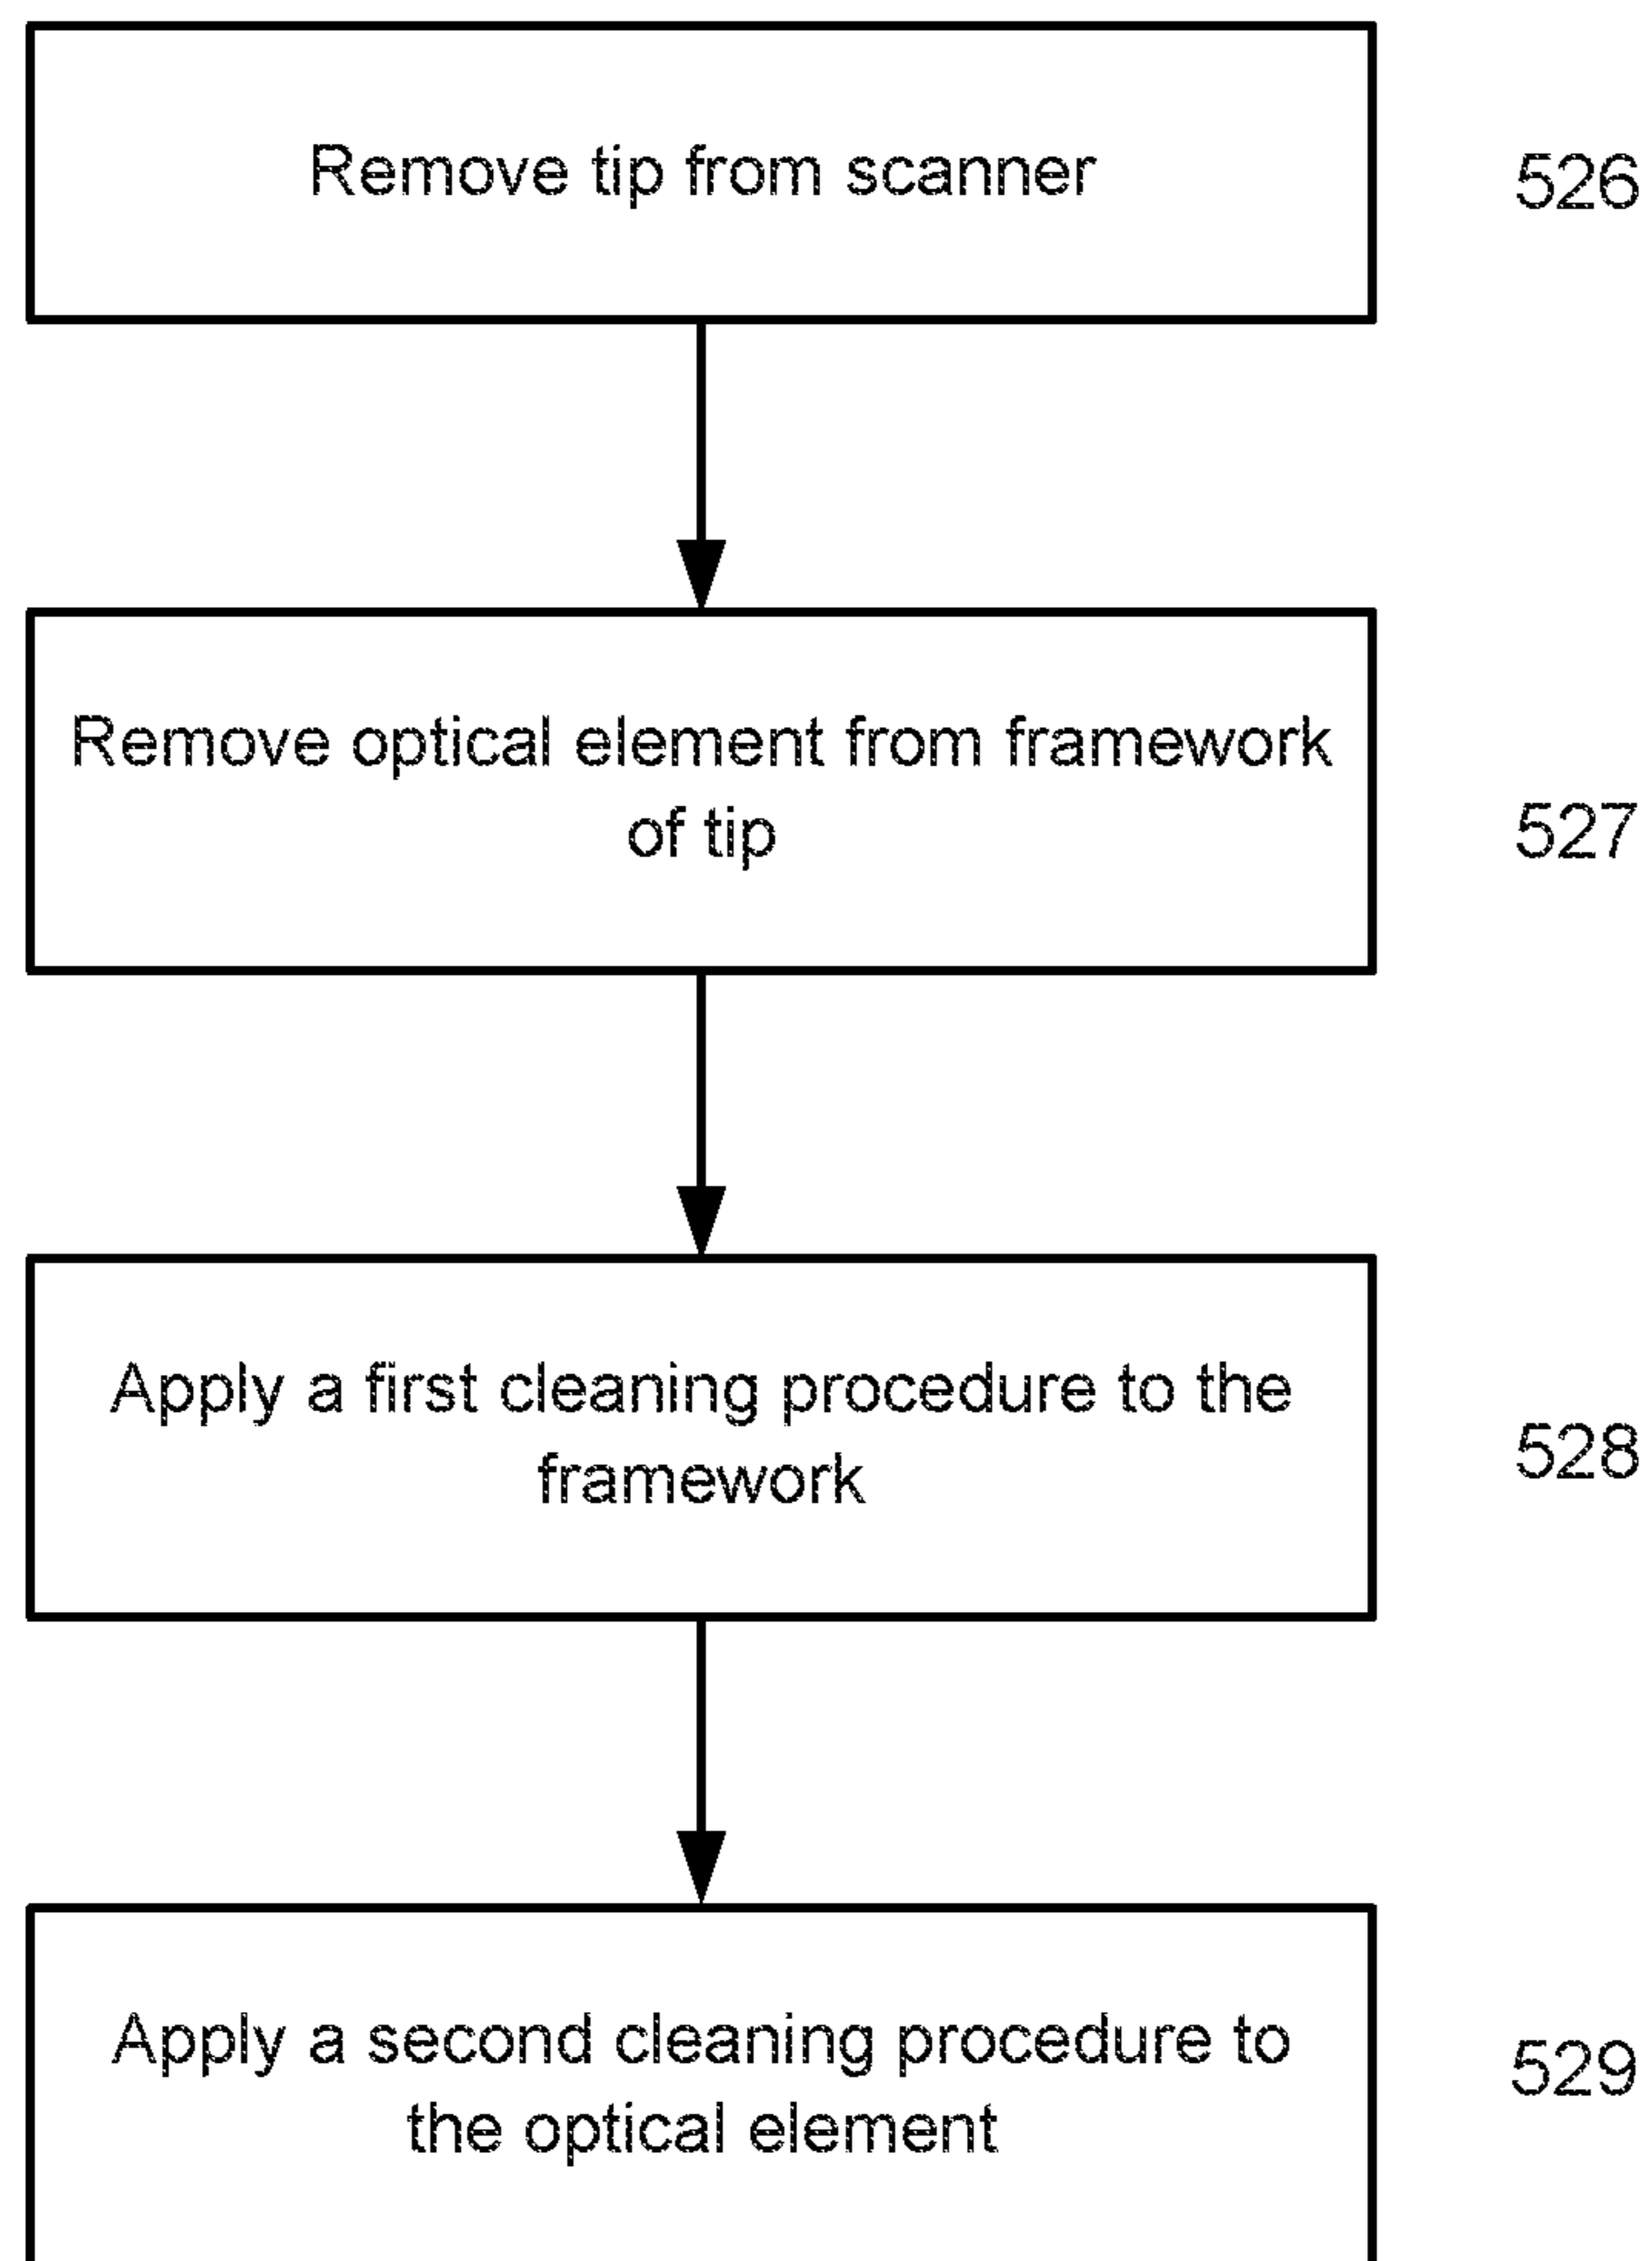 Remove tip from scanner
526
Remove optical element from framework
of tip
527
Apply a first cleaning procedure to the
framework
528
Apply a second cleaning procedure to
the optical element
529